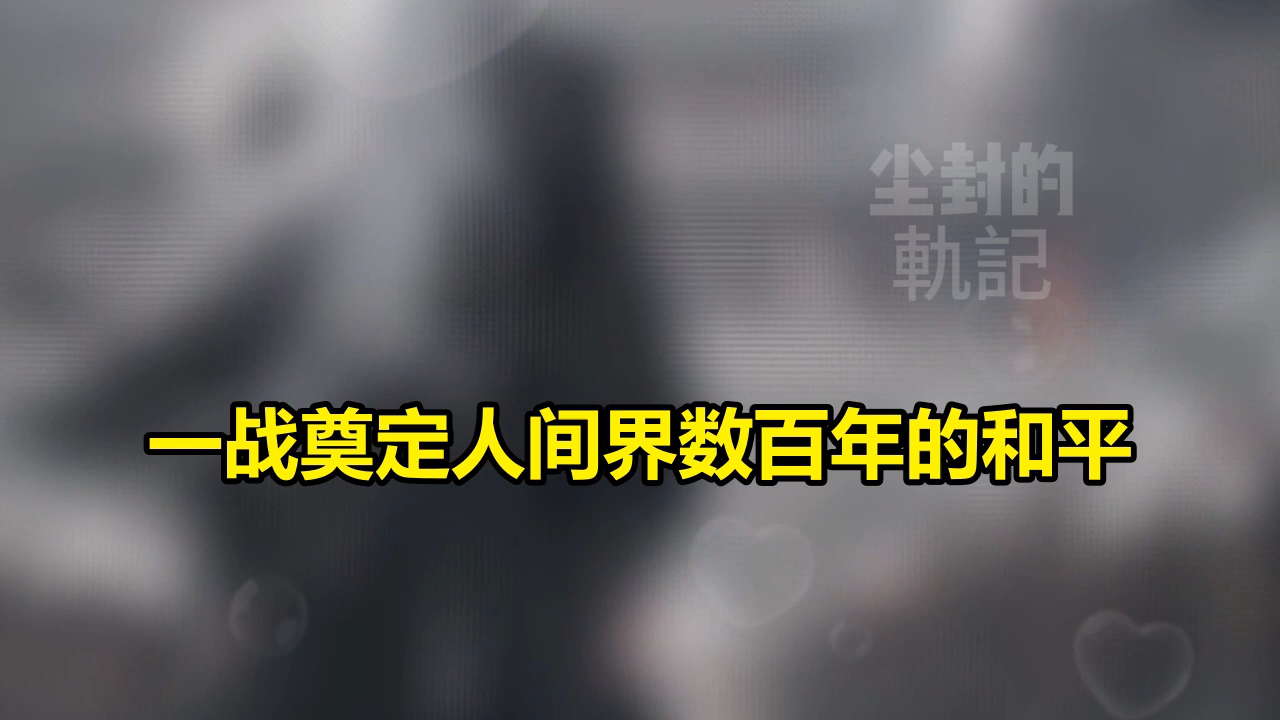 尘封的
軌記
一战奠定人间界数百年的和平